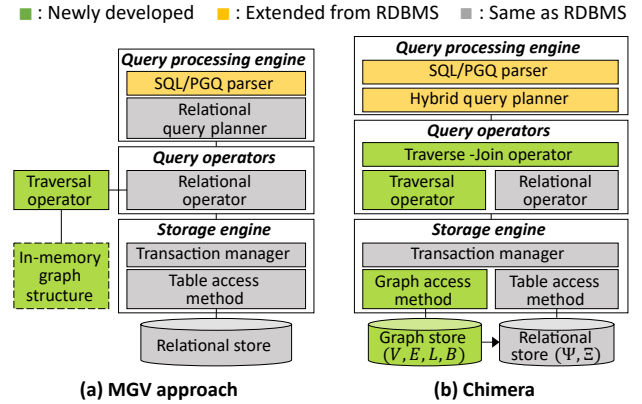 : Newly developed : Extended from RDBMS : Same as RDBMS
Query processing engine
SQL/PGQ parser
Relational
query planner
Query operators
Traversal
operator
Relational
operator
In-memory
graph
structure
Storage engine
Transaction manager
Table access
method
Relational store
(a) MGV approach
Query processing engine
SQL/PGQ parser
Hybrid query planner
Query operators
Traverse -Join operator
Traversal
operator
Relational
operator
Storage engine
Transaction manager
Graph access
method
Table access
method
Graph store
(V, E, L, B)
Relational
store (Ψ, Ξ)
(b) Chimera